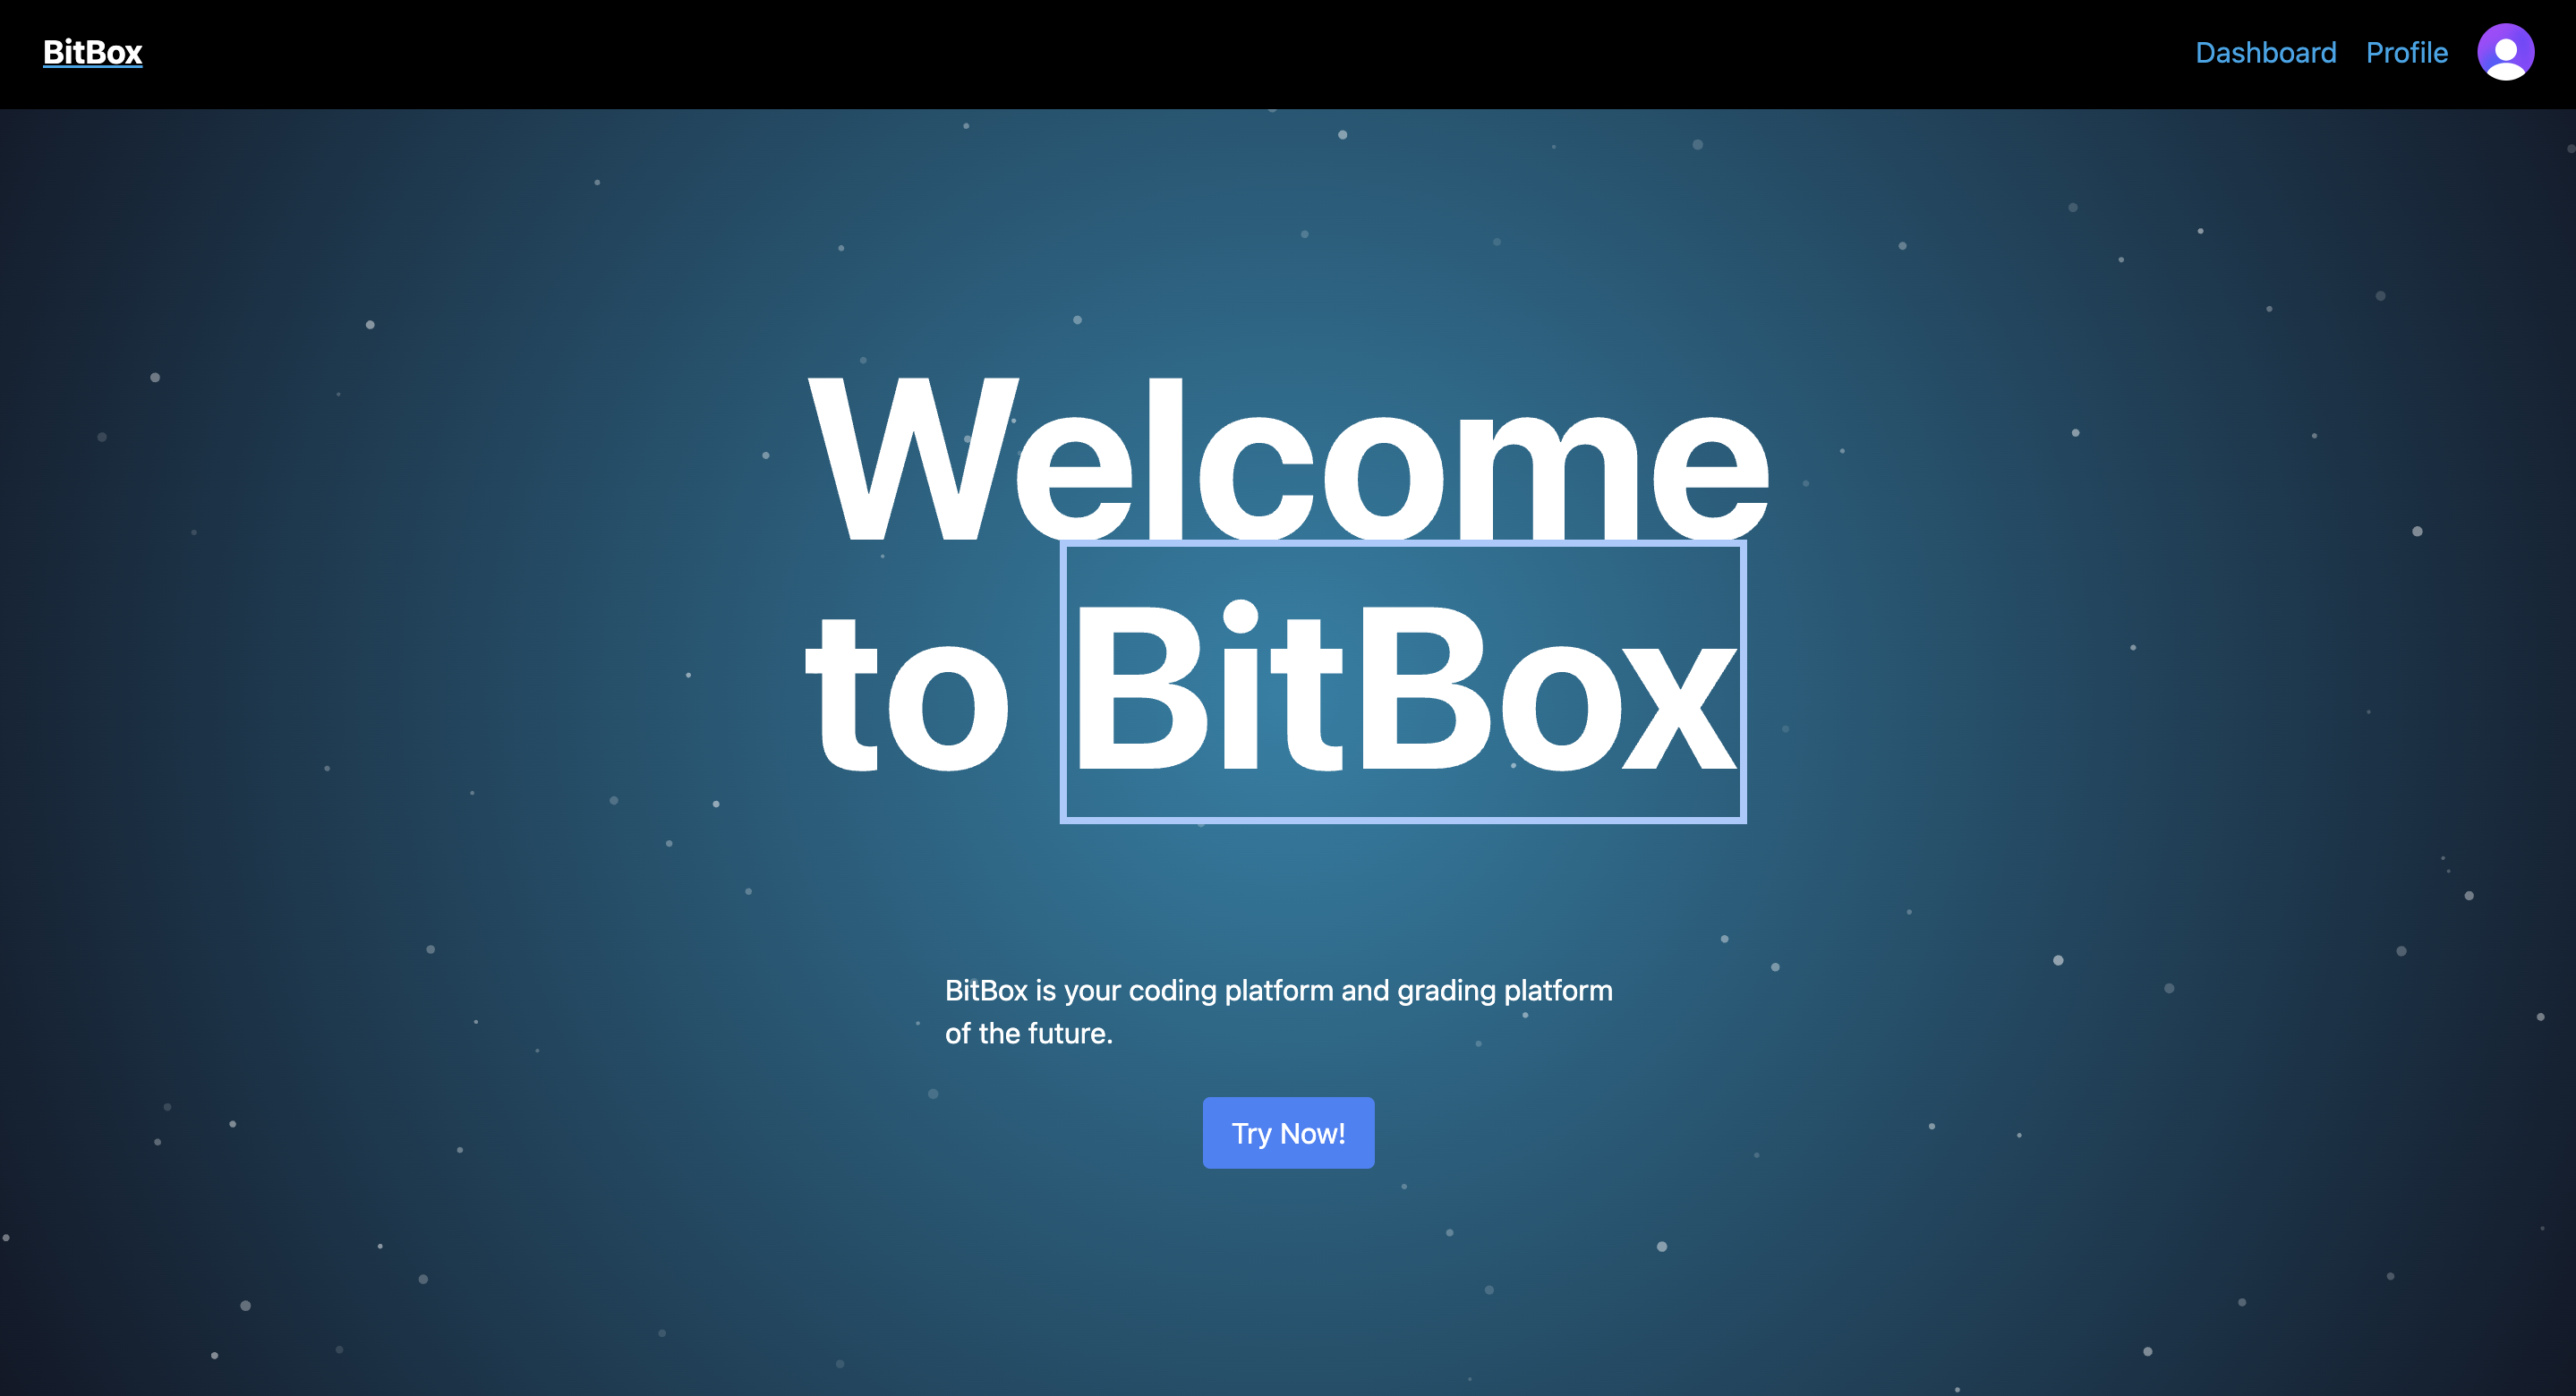 BitBox
Dashboard
Profile
Welcome
to BitBox
BitBox is your coding platform and grading platform
of the future.
Try Now!